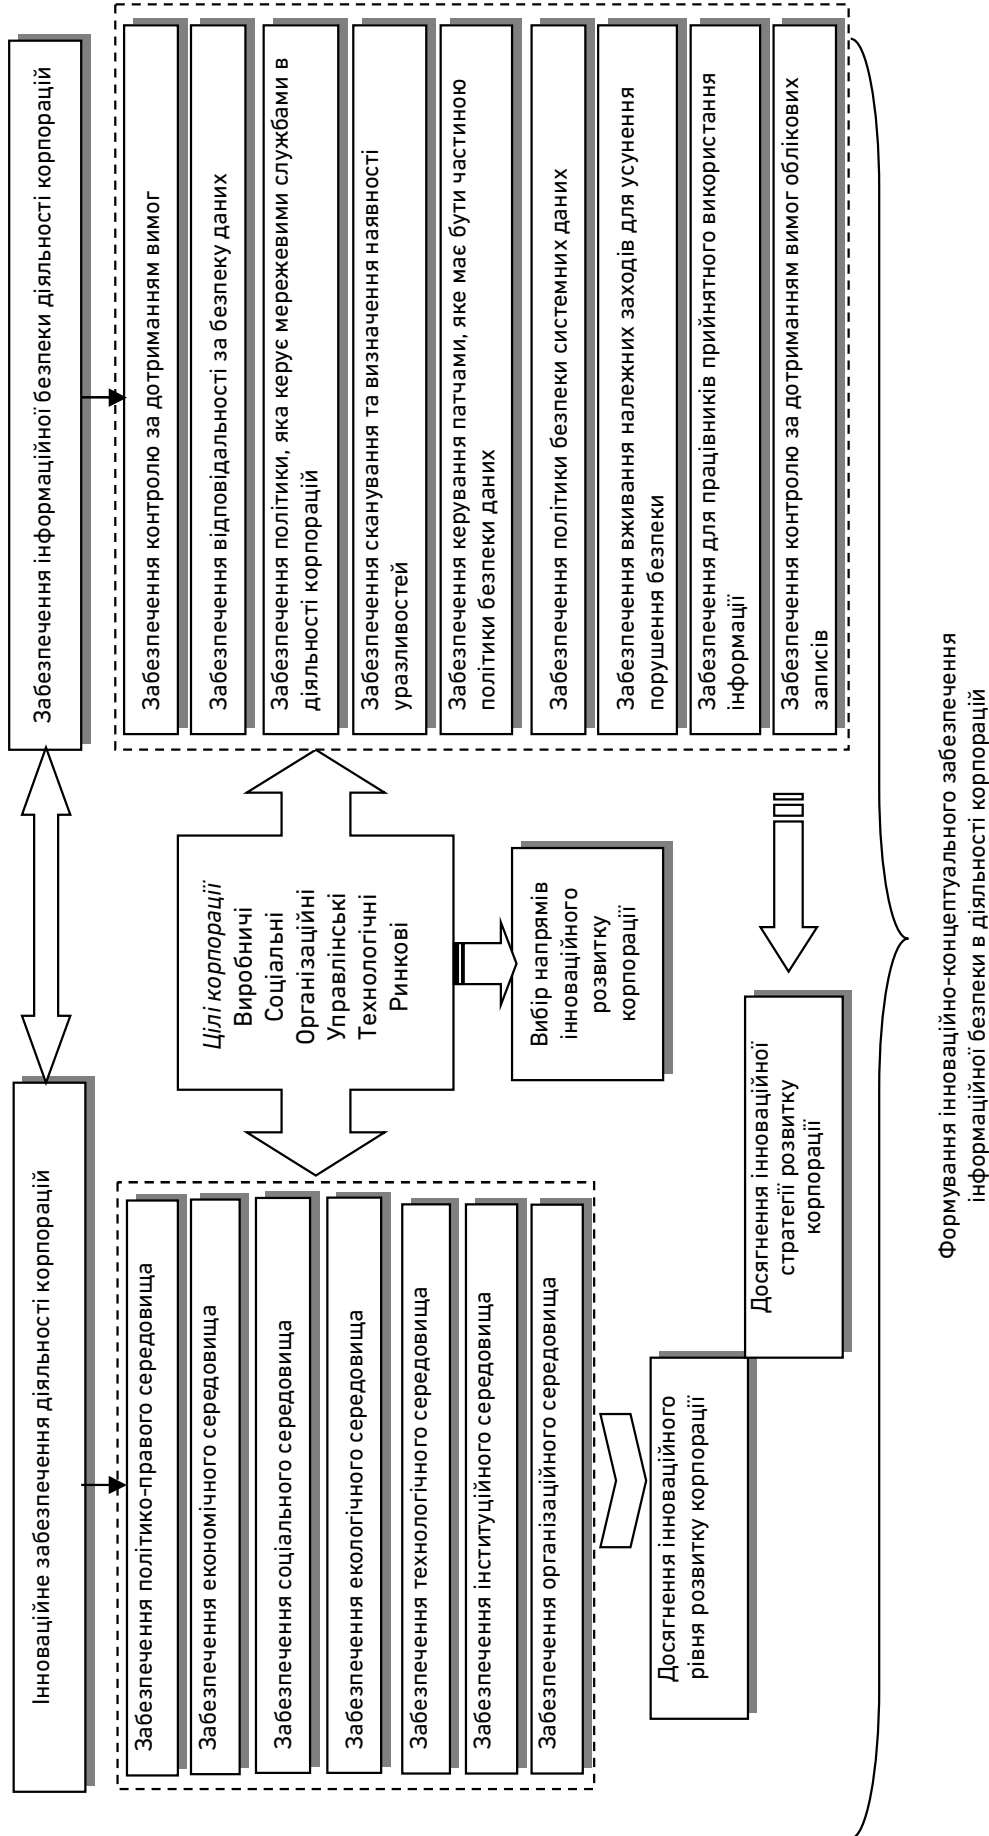 Інноваційне забезпечення діяльності корпорацій
Забезпечення інформаційної безпеки діяльності корпорацій
Забезпечення політико-правого середовища
Забезпечення економічного середовища
Забезпечення соціального середовища
Забезпечення екологічного середовища
Забезпечення технологічного середовища
Забезпечення інституційного середовища
Забезпечення організаційного середовища
Цілі корпорації
Виробничі
Соціальні
Організаційні
Управлінські
Технологічні
Ринкові
Вибір напрямів
інноваційного
розвитку
корпорації
Забезпечення контролю за дотриманням вимог
Забезпечення відповідальності за безпеку даних
Забезпечення політики, яка керує мережевими службами в
діяльності корпорацій
Забезпечення сканування та визначення наявності
уразливостей
Забезпечення керування патчами, яке має бути частиною
політики безпеки даних
Забезпечення політики безпеки системних даних
Забезпечення вживання належних заходів для усунення
порушення безпеки
Забезпечення для працівників прийнятного використання
інформації
Забезпечення контролю за дотриманням вимог облікових
записів
Досягнення інноваційного
рівня розвитку корпорації
Досягнення інноваційної
стратегії розвитку
корпорації
Формування інноваційно-концептуального забезпечення
інформаційної безпеки в діяльності корпорацій